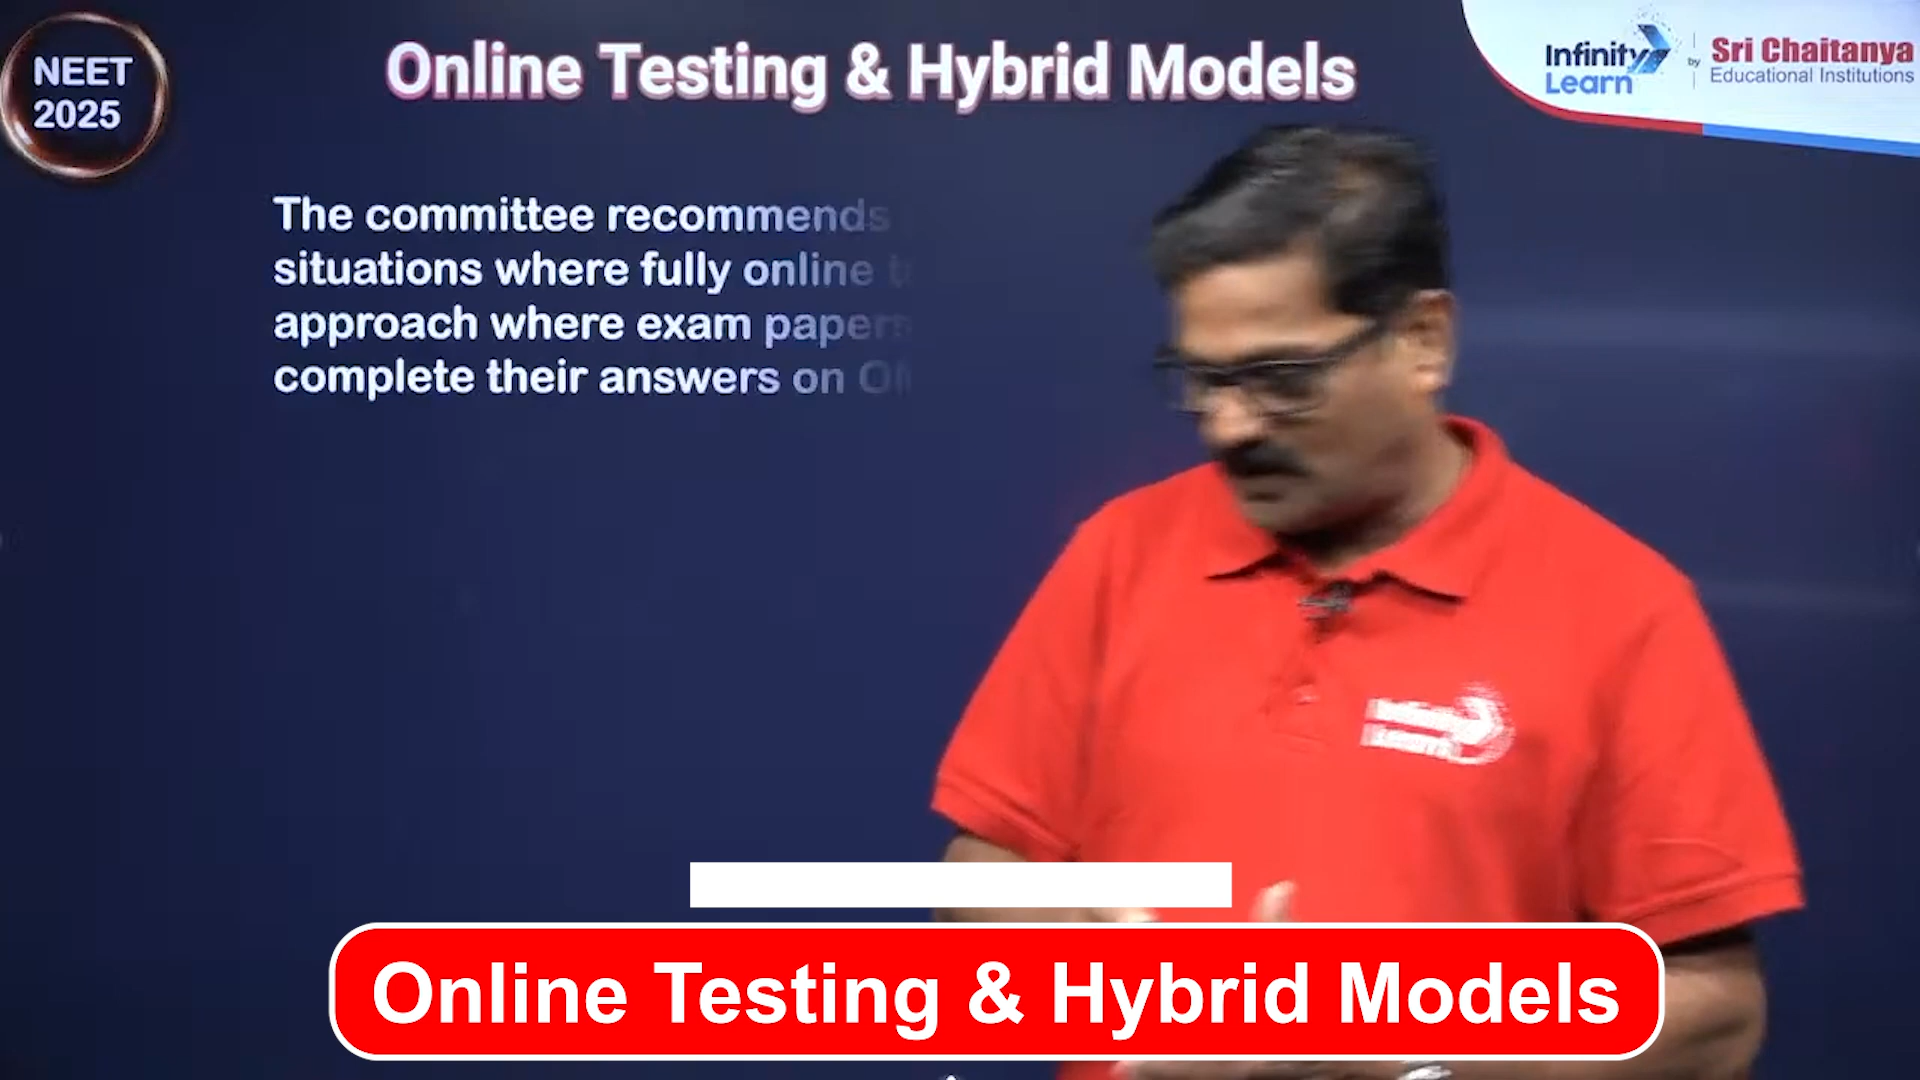 NEET
2025
Online Testing & Hybrid Models
Infinity
Learn
by
Sri Chaitanya
Educational Institutions
The committee recommends
situations where fully online
approach where exam papers
complete their answers on
Online Testing & Hybrid Models